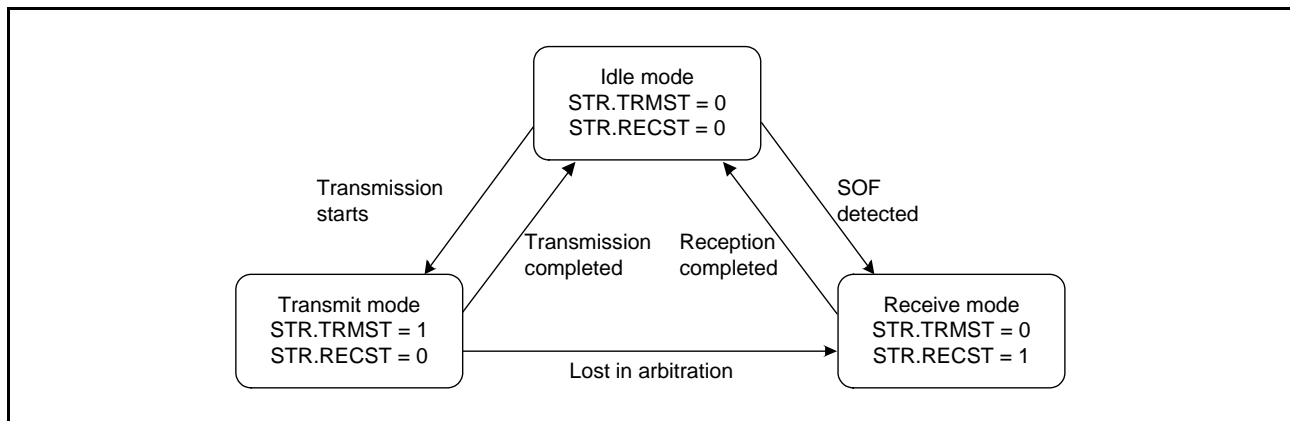 Idle mode
STR.TRMST = 0
STR.RECST = 0
Transmission
starts
SOF
detected
Transmission
completed
Reception
completed
Transmit mode
STR.TRMST = 1
STR.RECST = 0
Receive mode
STR.TRMST = 0
STR.RECST = 1
Lost in arbitration